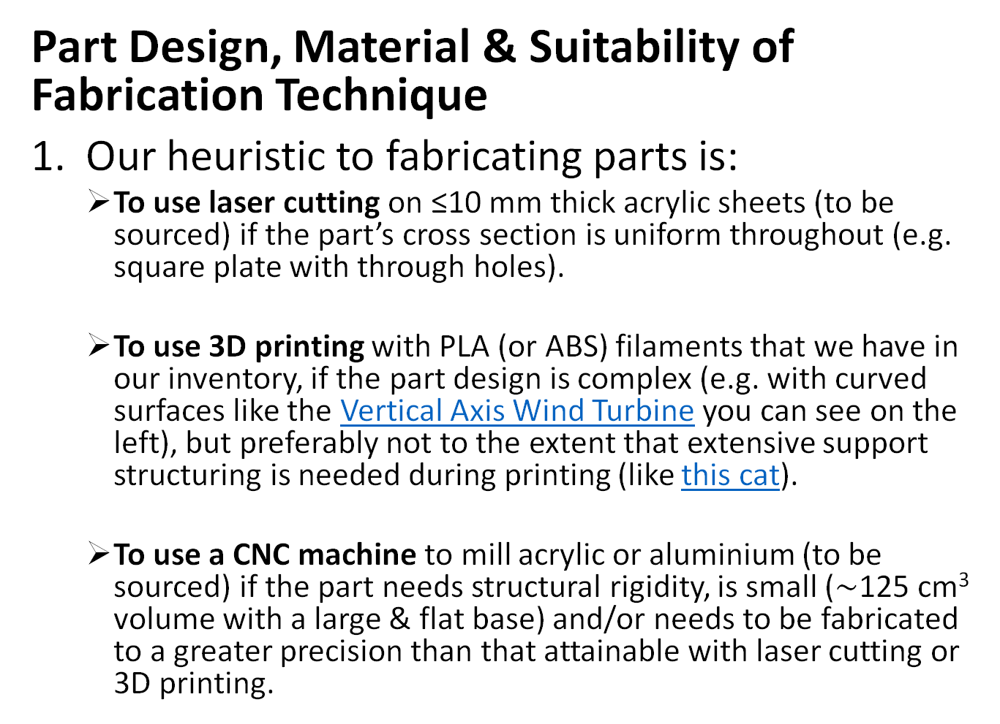 Part Design, Material & Suitability of
Fabrication Technique
1. Our heuristic to fabricating parts is:
➢To use laser cutting on ≤10 mm thick acrylic sheets (to be
sourced) if the part’s cross section is uniform throughout (e.g.
square plate with through holes).
➢To use 3D printing with PLA (or ABS) filaments that we have in
our inventory, if the part design is complex (e.g. with curved
surfaces like the Vertical Axis Wind Turbine you can see on the
left), but preferably not to the extent that extensive support
structuring is needed during printing (like this cat).
➢To use a CNC machine to mill acrylic or aluminium (to be
sourced) if the part needs structural rigidity, is small (~125 cm³
volume with a large & flat base) and/or needs to be fabricated
to a greater precision than that attainable with laser cutting or
3D printing.